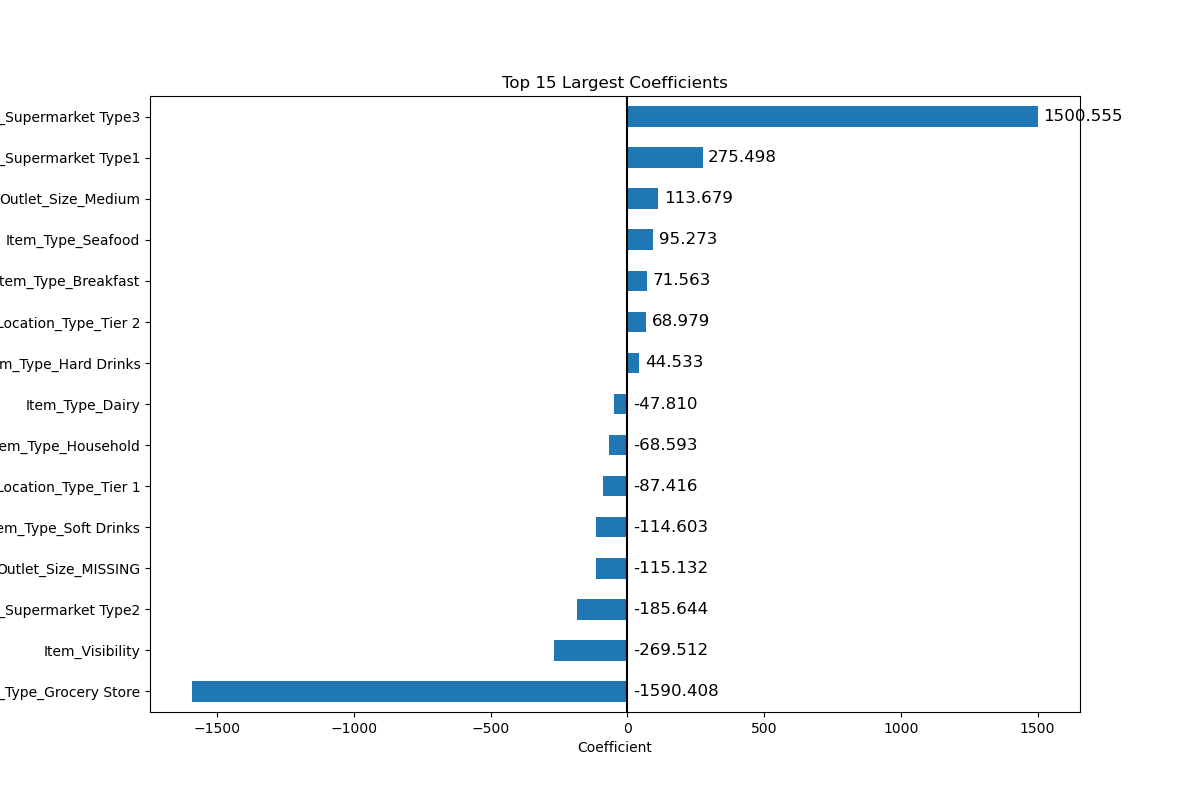 Top 15 Largest Coefficients
_Supermarket Type3 1500.555
_Supermarket Type1 275.498
Outlet_Size_Medium 113.679
Item_Type_Seafood 95.273
tem_Type_Breakfast 71.563
Location_Type_Tier 2 68.979
m_Type_Hard Drinks 44.533
Item_Type_Dairy -47.810
em_Type_Household -68.593
Location_Type_Tier 1 -87.416
em_Type_Soft Drinks -114.603
Outlet_Size_MISSING -115.132
_Supermarket Type2 -185.644
Item_Visibility -269.512
_Type_Grocery Store -1590.408
−1500 −1000 −500 0 500 1000 1500
Coefficient